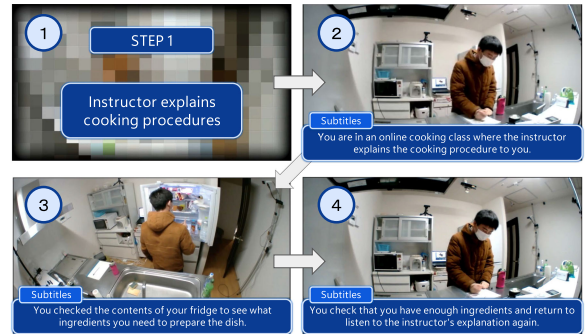 1
STEP 1
Instructor explains
cooking procedures
2
Subtitles
You are in an online cooking class where the instructor
explains the cooking procedure to you.
3
Subtitles
You checked the contents of your fridge to see what
ingredients you need to prepare the dish.
4
Subtitles
You check that you have enough ingredients and return to
listen to the instructor's explanation again.